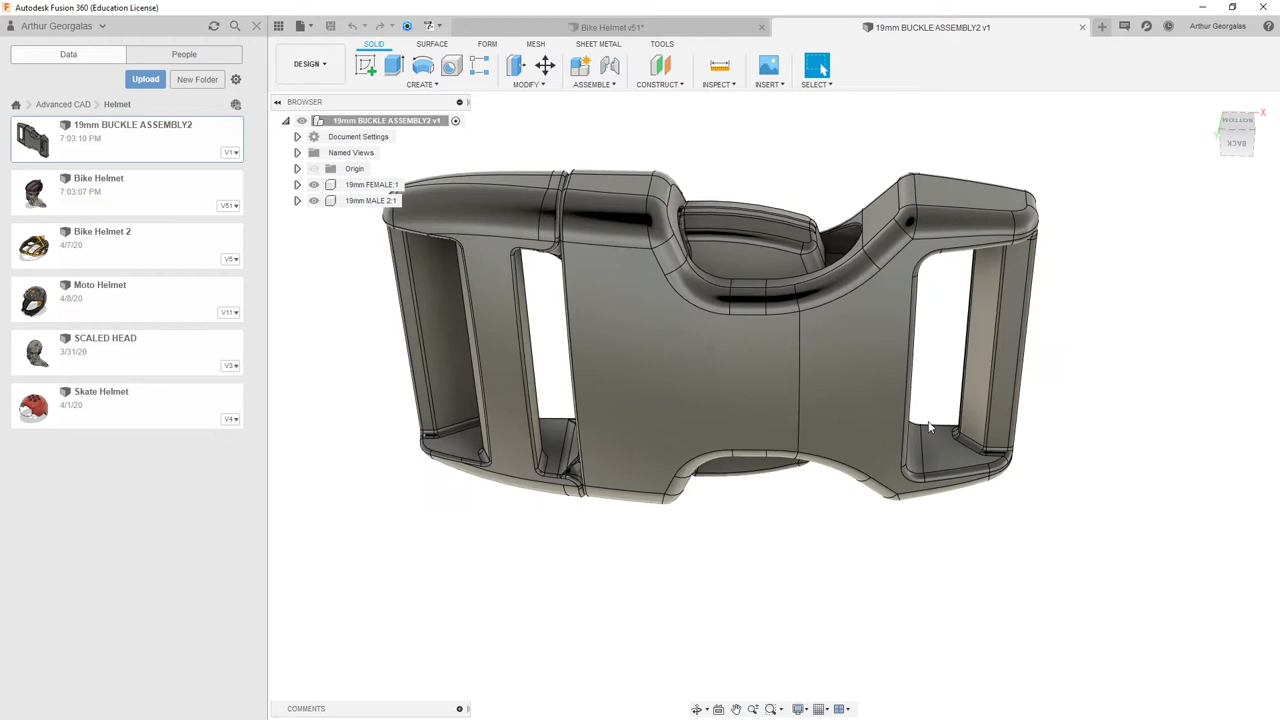 Autodesk Fusion 360 (Education License)
Arthur Georgalas
Bike Helmet v51*
19mm BUCKLE ASSEMBLY2 v1
Arthur Georgalas
Data
People
SOLID
SURFACE
FORM
MESH
SHEET METAL
TOOLS
DESIGN
Upload
New Folder
CREATE
MODIFY
ASSEMBLE
CONSTRUCT
INSPECT
INSERT
SELECT
Advanced CAD
Helmet
BROWSER
19mm BUCKLE ASSEMBLY2
7:03:10 PM
V1
19mm BUCKLE ASSEMBLY2 v1
Document Settings
Named Views
Origin
19mm FEMALE:1
19mm MALE 2:1
Bike Helmet
7:03:07 PM
V51
Bike Helmet 2
4/7/20
V5
Moto Helmet
4/8/20
V11
SCALED HEAD
3/31/20
V3
Skate Helmet
4/1/20
V4
X
Y
BOTTOM
BACK
COMMENTS